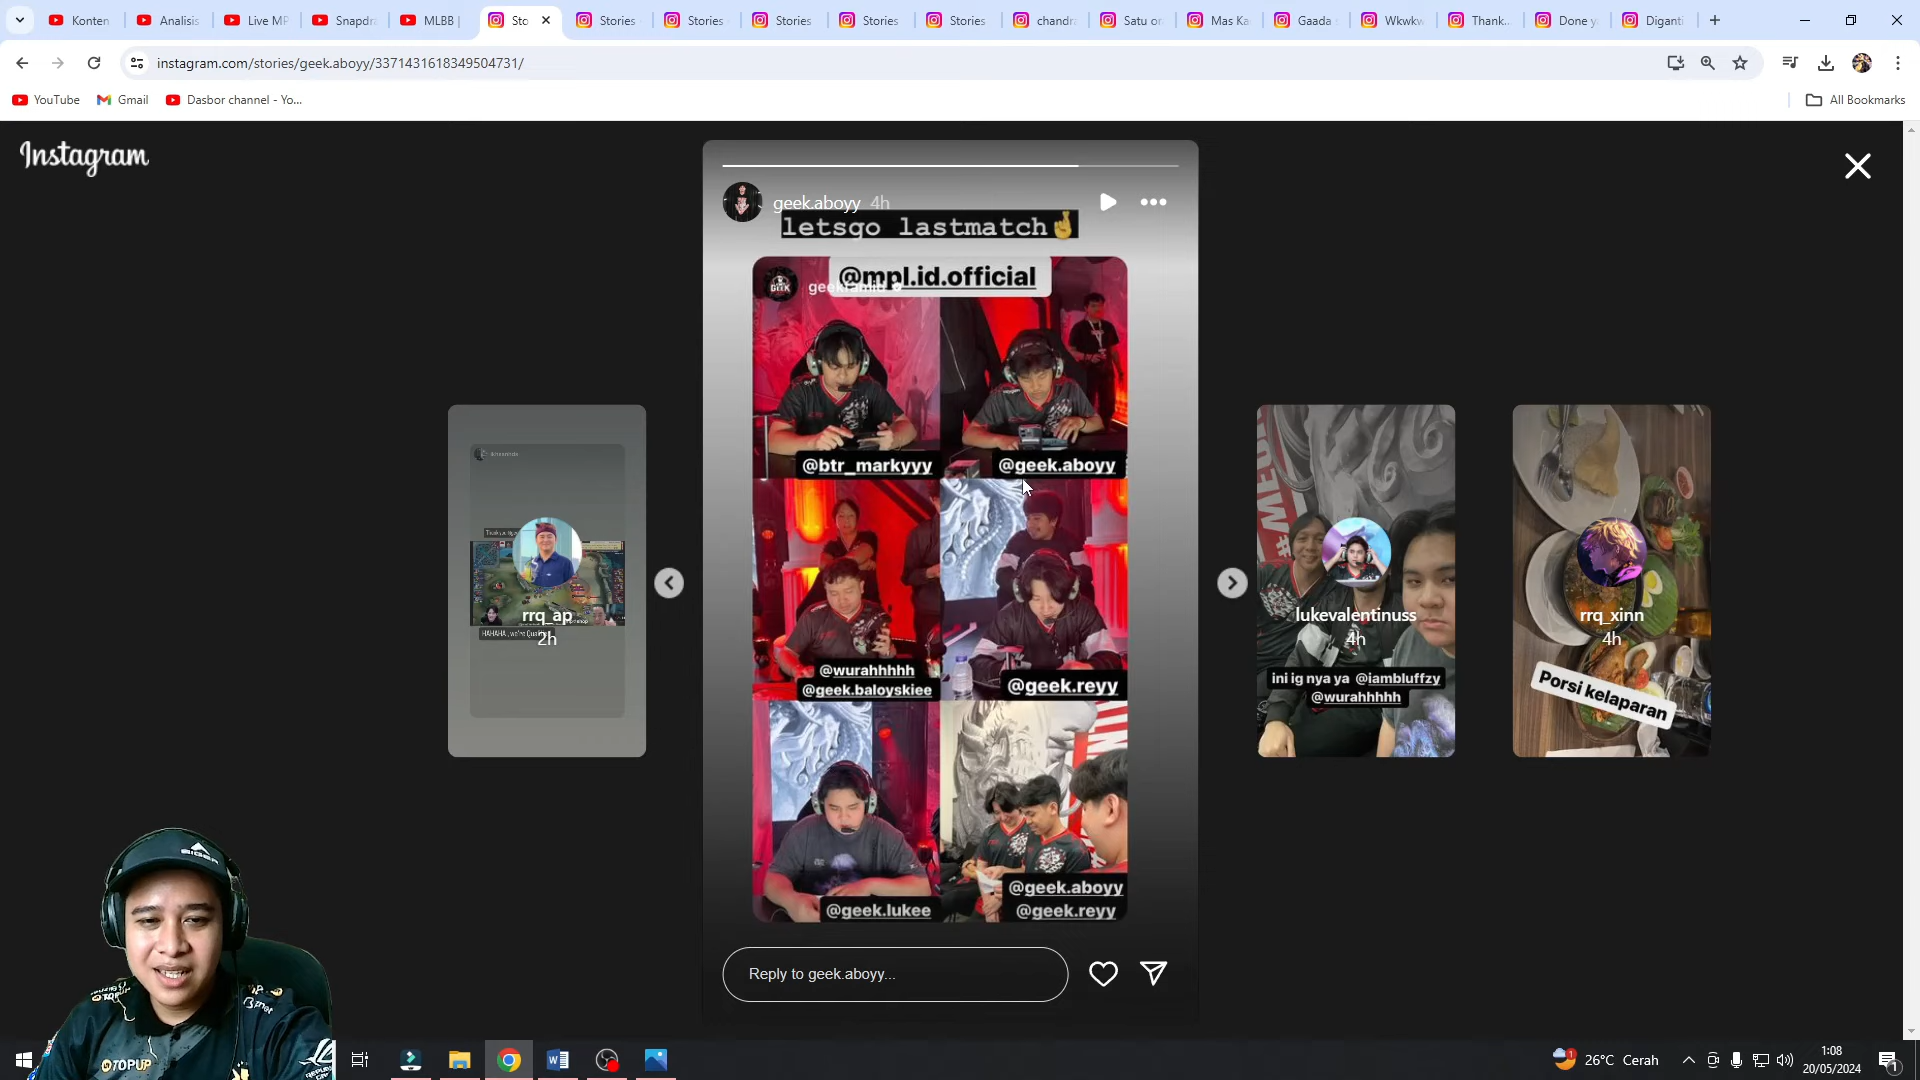 Konten
Analisis
Live MP
Snapdra
MLBB |
Sto
Stories
Stories
Stories
Stories
Stories
chandra
Satu or
Mas Ka
Gaada
Wkwkw
Thank..
Done y
Diganti
instagram.com/stories/geek.aboyy/3371431618349504731/
YouTube
Gmail
Dasbor channel - Yo...
All Bookmarks
Instagram
geek.aboyy 4h
letsgo lastmatch
@mpl.id.official
@btr_markyyy
@geek.aboyy
@wurahhhhh
@geek.baloyskiee
@geek.reyy
@geek.lukee
@geek.aboyy
@geek.reyy
rrq_ap
2h
lukevalentinuss
4h
ini ig nya ya @iambluffzy
@wurahhhhh
rrq_xinn
4h
Porsi kelaparan
Reply to geek.aboyy...
TOPUP
26°C Cerah
1:08
20/05/2024